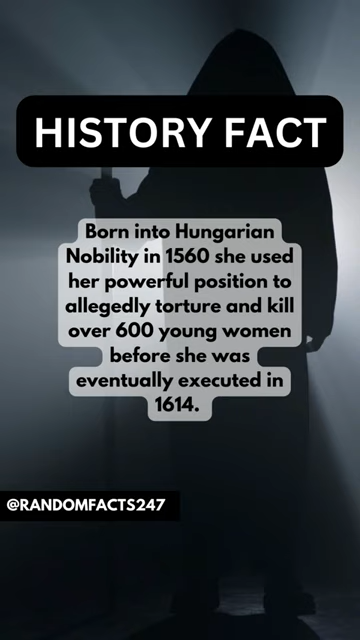 HISTORY FACT
Born into Hungarian
Nobility in 1560 she used
her powerful position to
allegedly torture and kill
over 600 young women
before she was
eventually executed in
1614.
@RANDOMFACTS247